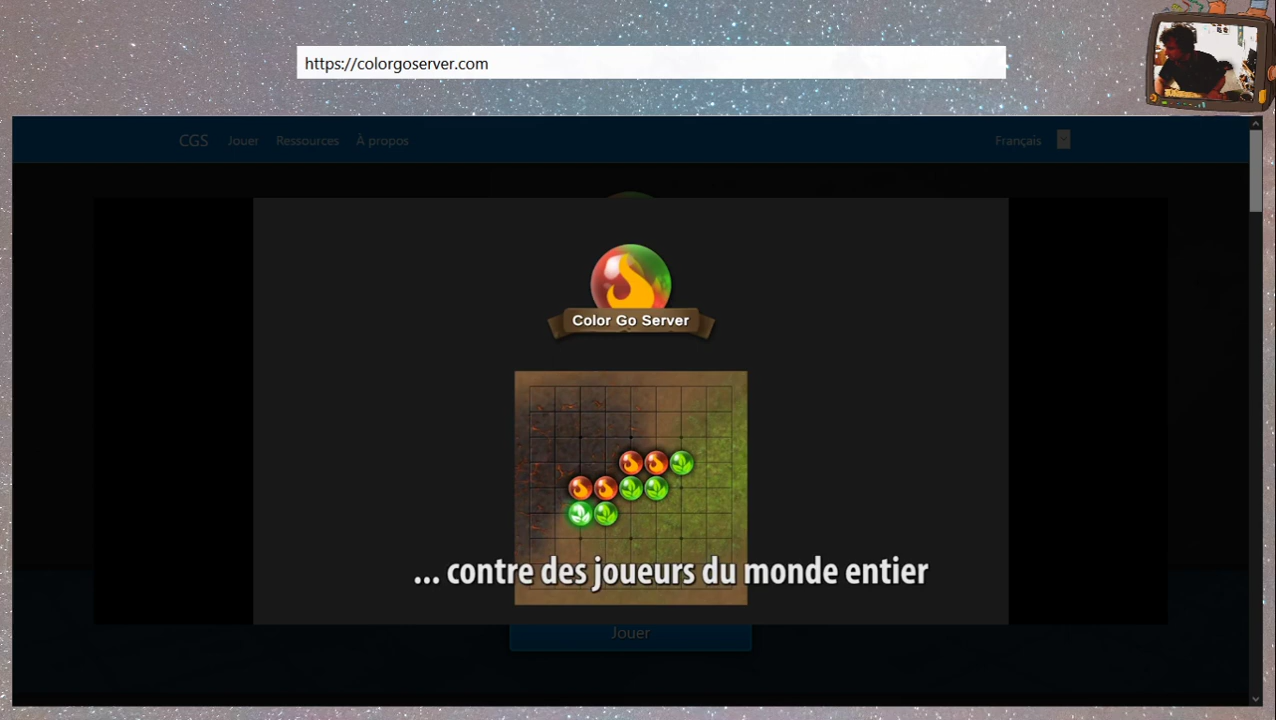 https://colorgoserver.com
CGS Jouer Ressources À propos Français
Color Go Server
... contre des joueurs du monde entier
Jouer